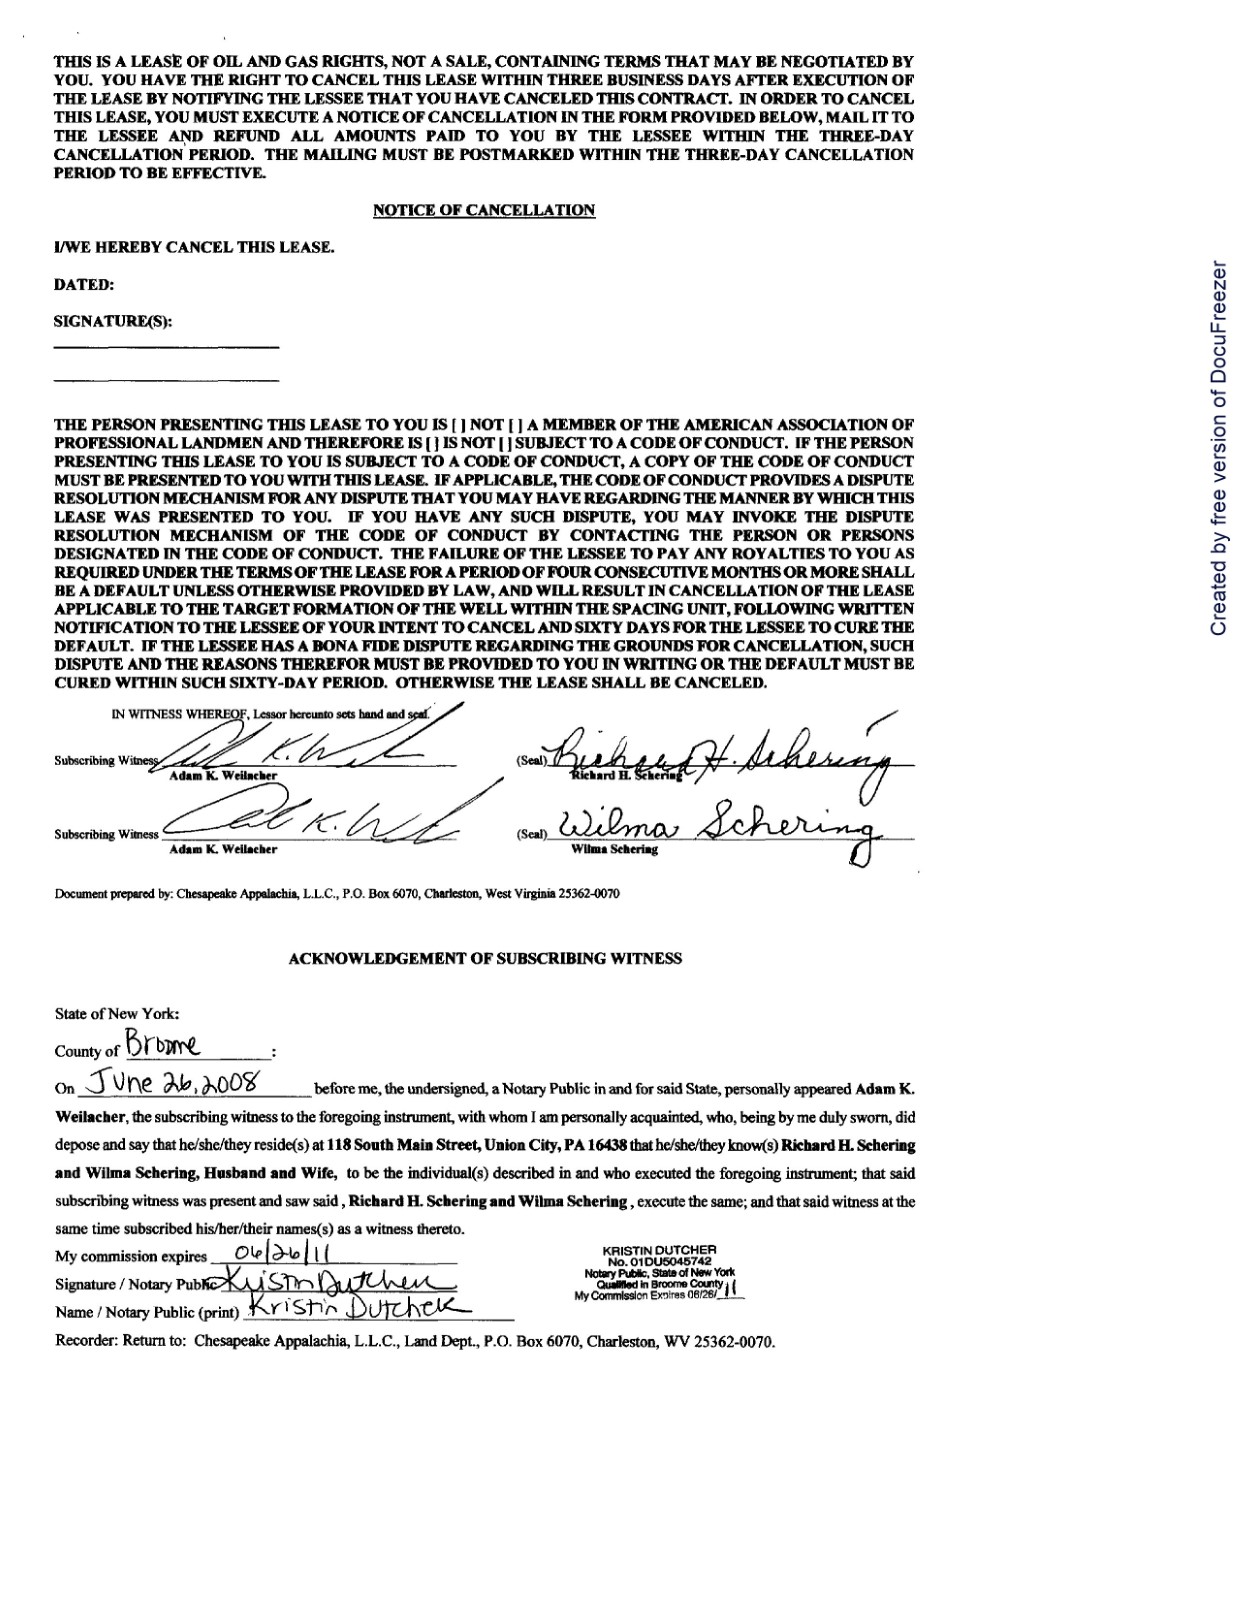 THIS IS A LEASE OF OIL AND GAS RIGHTS, NOT A SALE, CONTAINING TERMS THAT MAY BE NEGOTIATED BY
YOU. YOU HAVE THE RIGHT TO CANCEL THIS LEASE WITHIN THREE BUSINESS DAYS AFTER EXECUTION OF
THE LEASE BY NOTIFYING THE LESSEE THAT YOU HAVE CANCELED THIS CONTRACT. IN ORDER TO CANCEL
THIS LEASE, YOU MUST EXECUTE A NOTICE OF CANCELLATION IN THE FORM PROVIDED BELOW, MAIL IT TO
THE LESSEE AND REFUND ALL AMOUNTS PAID TO YOU BY THE LESSEE WITHIN THE THREE-DAY
CANCELLATION PERIOD. THE MAILING MUST BE POSTMARKED WITHIN THE THREE-DAY CANCELLATION
PERIOD TO BE EFFECTIVE.
NOTICE OF CANCELLATION
I/WE HEREBY CANCEL THIS LEASE.
DATED:
SIGNATURE(S):
THE PERSON PRESENTING THIS LEASE TO YOU IS [ ] NOT [ ] A MEMBER OF THE AMERICAN ASSOCIATION OF
PROFESSIONAL LANDMEN AND THEREFORE IS [ ] IS NOT [ ] SUBJECT TO A CODE OF CONDUCT. IF THE PERSON
PRESENTING THIS LEASE TO YOU IS SUBJECT TO A CODE OF CONDUCT, A COPY OF THE CODE OF CONDUCT
MUST BE PRESENTED TO YOU WITH THIS LEASE. IF APPLICABLE, THE CODE OF CONDUCT PROVIDES A DISPUTE
RESOLUTION MECHANISM FOR ANY DISPUTE THAT YOU MAY HAVE REGARDING THE MANNER BY WHICH THIS
LEASE WAS PRESENTED TO YOU. IF YOU HAVE ANY SUCH DISPUTE, YOU MAY INVOKE THE DISPUTE
RESOLUTION MECHANISM OF THE CODE OF CONDUCT BY CONTACTING THE PERSON OR PERSONS
DESIGNATED IN THE CODE OF CONDUCT. THE FAILURE OF THE LESSEE TO PAY ANY ROYALTIES TO YOU AS
REQUIRED UNDER THE TERMS OF THE LEASE FOR A PERIOD OF FOUR CONSECUTIVE MONTHS OR MORE SHALL
BE A DEFAULT UNLESS OTHERWISE PROVIDED BY LAW, AND WILL RESULT IN CANCELLATION OF THE LEASE
APPLICABLE TO THE TARGET FORMATION OF THE WELL WITHIN THE SPACING UNIT, FOLLOWING WRITTEN
NOTIFICATION TO THE LESSEE OF YOUR INTENT TO CANCEL AND SIXTY DAYS FOR THE LESSEE TO CURE THE
DEFAULT. IF THE LESSEE HAS A BONA FIDE DISPUTE REGARDING THE GROUNDS FOR CANCELLATION, SUCH
DISPUTE AND THE REASONS THEREFOR MUST BE PROVIDED TO YOU IN WRITING OR THE DEFAULT MUST BE
CURED WITHIN SUCH SIXTY-DAY PERIOD. OTHERWISE THE LEASE SHALL BE CANCELED.
IN WITNESS WHEREOF, Lessor hereunto sets hand and seal.
Subscribing Witness (Seal) Richard H. Schering
Adam K. Weilacher Richard H. Schering
Subscribing Witness (Seal) Wilma Schering
Adam K. Weilacher Wilma Schering
Document prepared by: Chesapeake Appalachia, L.L.C., P.O. Box 6070, Charleston, West Virginia 25362-0070
ACKNOWLEDGEMENT OF SUBSCRIBING WITNESS
State of New York:
County of Broome :
On June 26, 2008 before me, the undersigned, a Notary Public in and for said State, personally appeared Adam K.
Weilacher, the subscribing witness to the foregoing instrument, with whom I am personally acquainted, who, being by me duly sworn, did
depose and say that he/she/they reside(s) at 118 South Main Street, Union City, PA 16438 that he/she/they know(s) Richard H. Schering
and Wilma Schering, Husband and Wife, to be the individual(s) described in and who executed the foregoing instrument; that said
subscribing witness was present and saw said , Richard H. Schering and Wilma Schering , execute the same; and that said witness at the
same time subscribed his/her/their names(s) as a witness thereto.
My commission expires 06/26/11
Signature / Notary Public Kristin Dutcher
Name / Notary Public (print) Kristin Dutcher
KRISTIN DUTCHER
No. 01DU5045742
Notary Public, State of New York
Qualified in Broome County
My Commission Expires 06/26/11
Recorder: Return to: Chesapeake Appalachia, L.L.C., Land Dept., P.O. Box 6070, Charleston, WV 25362-0070.
Created by free version of DocuFreezer